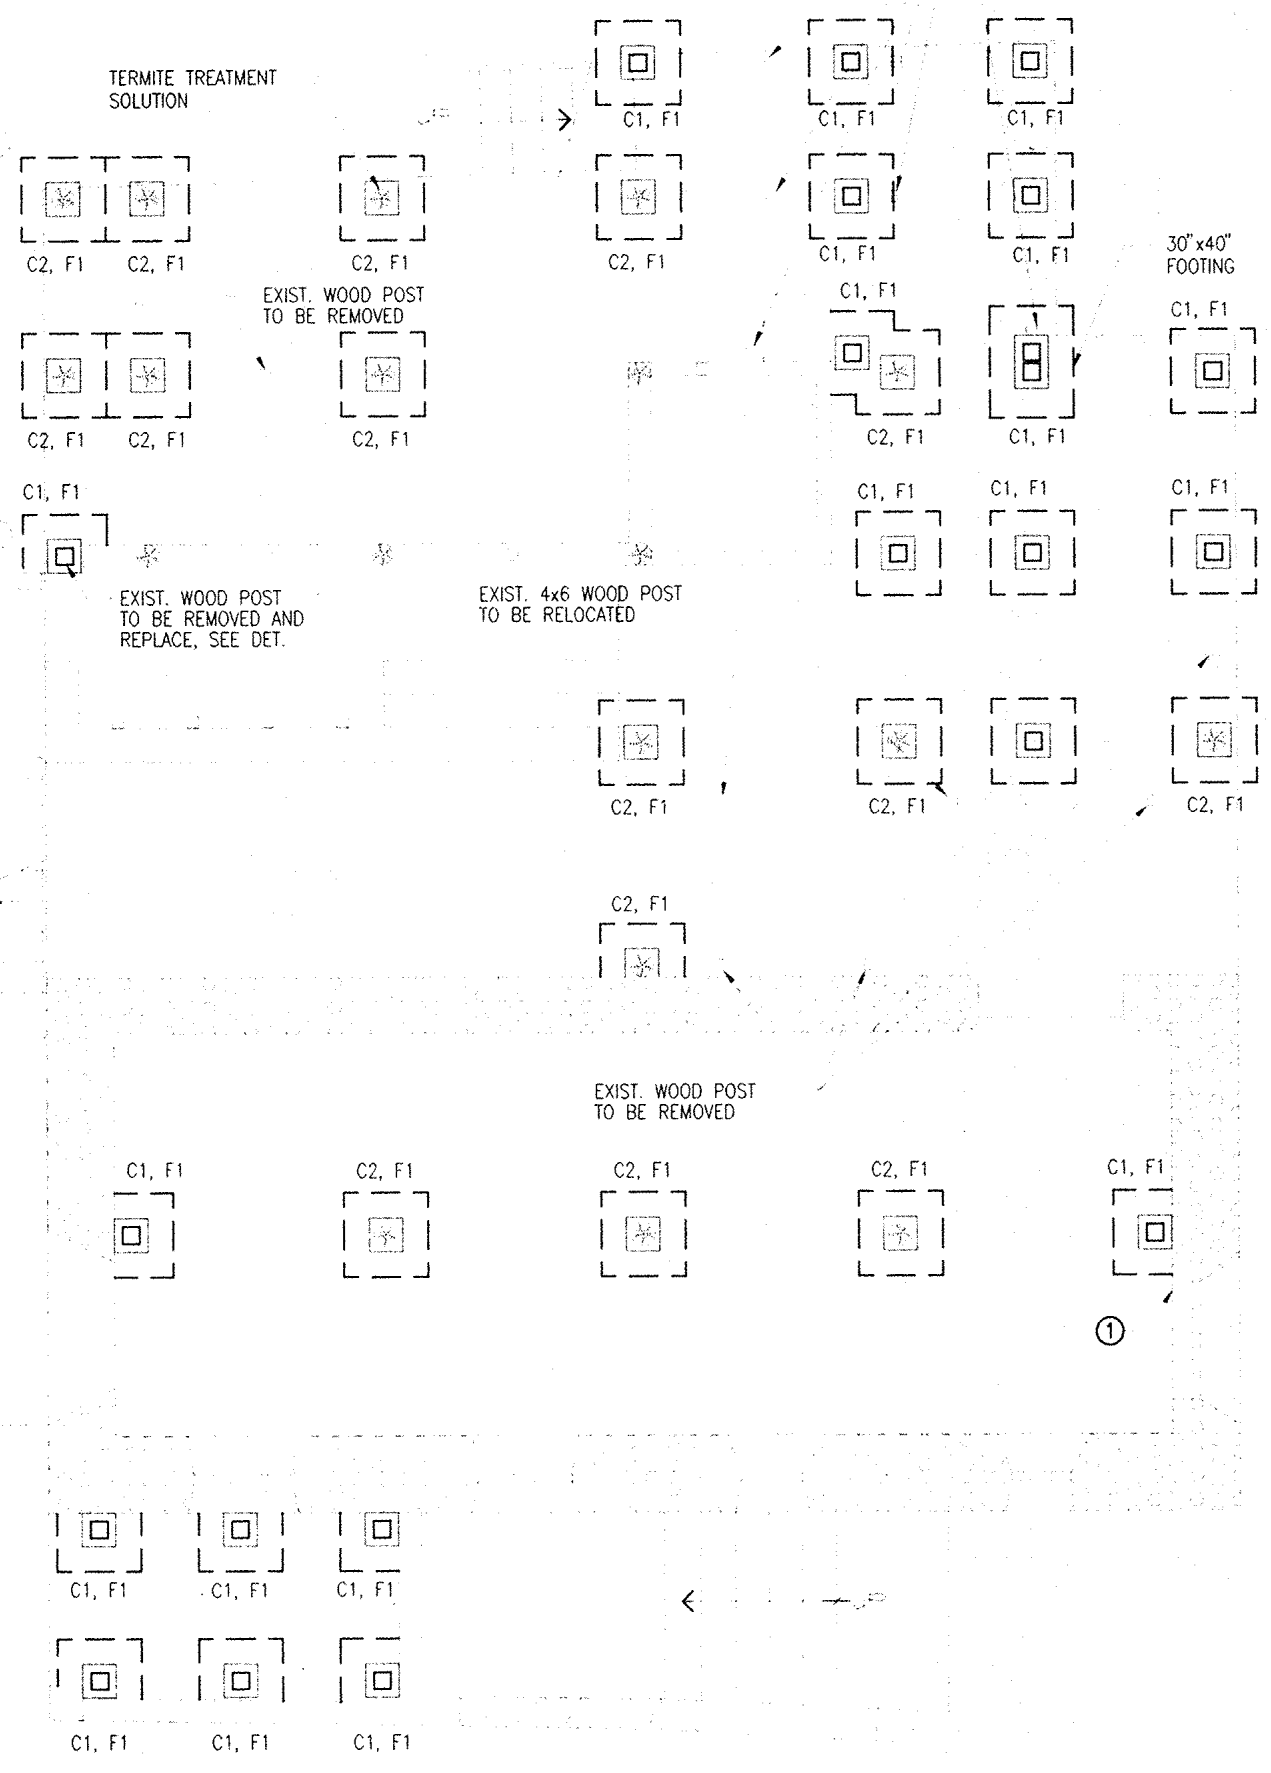 TERMITE TREATMENT
SOLUTION
C1, F1
C1, F1
C1, F1
C2, F1
C2, F1
C2, F1
C2, F1
C1, F1
C1, F1
30"x40"
FOOTING
EXIST. WOOD POST
TO BE REMOVED
C1, F1
C1, F1
C2, F1
C2, F1
C2, F1
C2, F1
C1, F1
C1, F1
C1, F1
C1, F1
C1, F1
EXIST. WOOD POST
TO BE REMOVED AND
REPLACE, SEE DET.
EXIST. 4x6 WOOD POST
TO BE RELOCATED
C2, F1
C2, F1
C2, F1
C2, F1
EXIST. WOOD POST
TO BE REMOVED
C1, F1
C2, F1
C2, F1
C2, F1
C1, F1
1
C1, F1
C1, F1
C1, F1
C1, F1
C1, F1
C1, F1